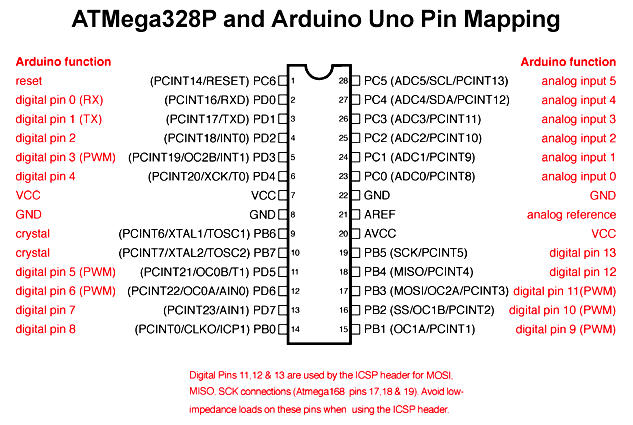 ATMega328P and Arduino Uno Pin Mapping
Arduino function Arduino function
reset (PCINT14/RESET) PC6 1 28 PC5 (ADC5/SCL/PCINT13) analog input 5
digital pin 0 (RX) (PCINT16/RXD) PD0 2 27 PC4 (ADC4/SDA/PCINT12) analog input 4
digital pin 1 (TX) (PCINT17/TXD) PD1 3 26 PC3 (ADC3/PCINT11) analog input 3
digital pin 2 (PCINT18/INT0) PD2 4 25 PC2 (ADC2/PCINT10) analog input 2
digital pin 3 (PWM) (PCINT19/OC2B/INT1) PD3 5 24 PC1 (ADC1/PCINT9) analog input 1
digital pin 4 (PCINT20/XCK/T0) PD4 6 23 PC0 (ADC0/PCINT8) analog input 0
VCC VCC 7 22 GND GND
GND GND 8 21 AREF analog reference
crystal (PCINT6/XTAL1/TOSC1) PB6 9 20 AVCC VCC
crystal (PCINT7/XTAL2/TOSC2) PB7 10 19 PB5 (SCK/PCINT5) digital pin 13
digital pin 5 (PWM) (PCINT21/OC0B/T1) PD5 11 18 PB4 (MISO/PCINT4) digital pin 12
digital pin 6 (PWM) (PCINT22/OC0A/AIN0) PD6 12 17 PB3 (MOSI/OC2A/PCINT3) digital pin 11(PWM)
digital pin 7 (PCINT23/AIN1) PD7 13 16 PB2 (SS/OC1B/PCINT2) digital pin 10 (PWM)
digital pin 8 (PCINT0/CLKO/ICP1) PB0 14 15 PB1 (OC1A/PCINT1) digital pin 9 (PWM)
Digital Pins 11,12 & 13 are used by the ICSP header for MOSI,
MISO, SCK connections (Atmega168 pins 17,18 & 19). Avoid low-
impedance loads on these pins when using the ICSP header.